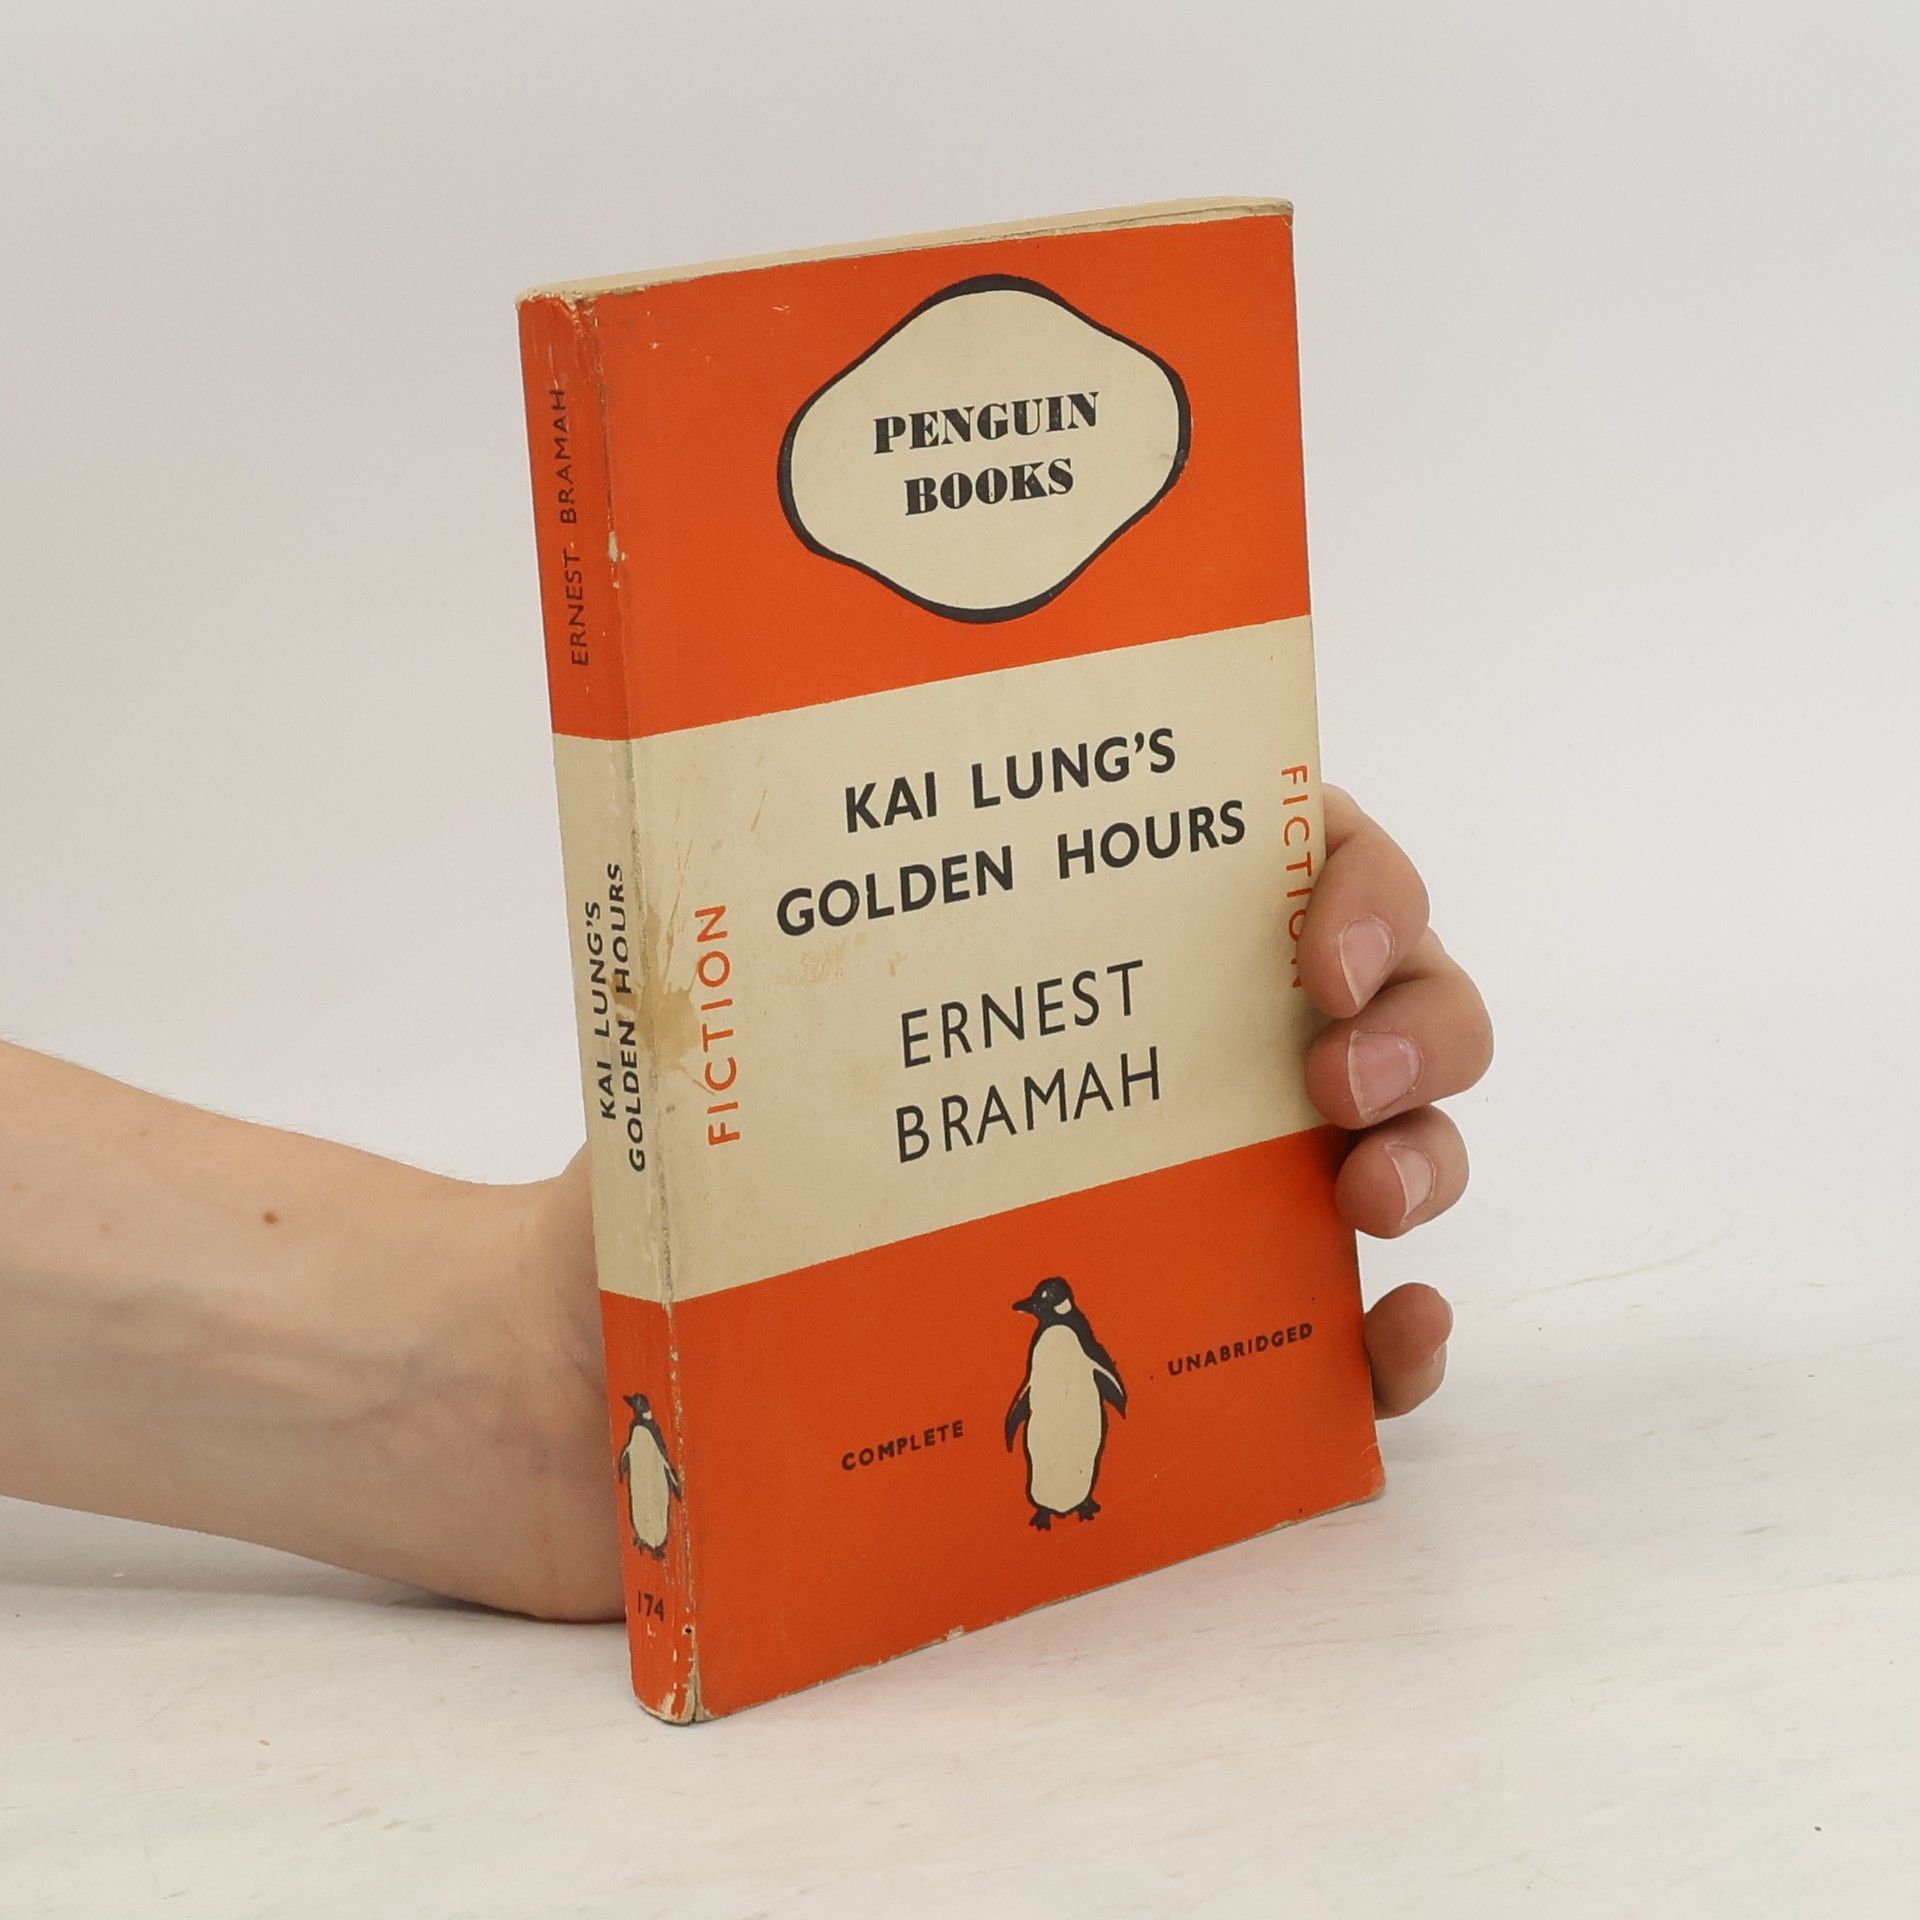 PENGUIN
BOOKS
KAI LUNG'S
GOLDEN HOURS
ERNEST
BRAMAH
FICTION
FICTION
COMPLETE
UNABRIDGED
ERNEST BRAMAH
KAI LUNG'S
GOLDEN HOURS
174